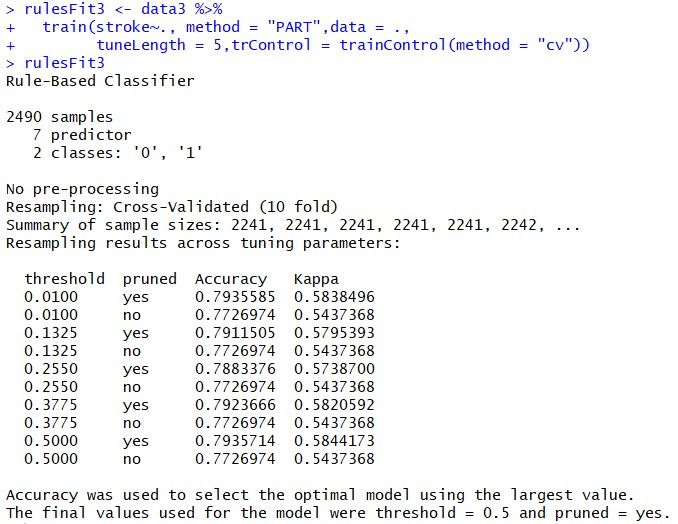 > rulesFit3 <- data3 %>%
+   train(stroke~., method = "PART",data = .,
+         tuneLength = 5,trControl = trainControl(method = "cv"))
> rulesFit3
Rule-Based Classifier

2490 samples
   7 predictor
   2 classes: '0', '1'

No pre-processing
Resampling: Cross-Validated (10 fold)
Summary of sample sizes: 2241, 2241, 2241, 2241, 2241, 2242, ...
Resampling results across tuning parameters:

  threshold  pruned  Accuracy   Kappa
  0.0100     yes     0.7935585  0.5838496
  0.0100     no      0.7726974  0.5437368
  0.1325     yes     0.7911505  0.5795393
  0.1325     no      0.7726974  0.5437368
  0.2550     yes     0.7883376  0.5738700
  0.2550     no      0.7726974  0.5437368
  0.3775     yes     0.7923666  0.5820592
  0.3775     no      0.7726974  0.5437368
  0.5000     yes     0.7935714  0.5844173
  0.5000     no      0.7726974  0.5437368

Accuracy was used to select the optimal model using the largest value.
The final values used for the model were threshold = 0.5 and pruned = yes.